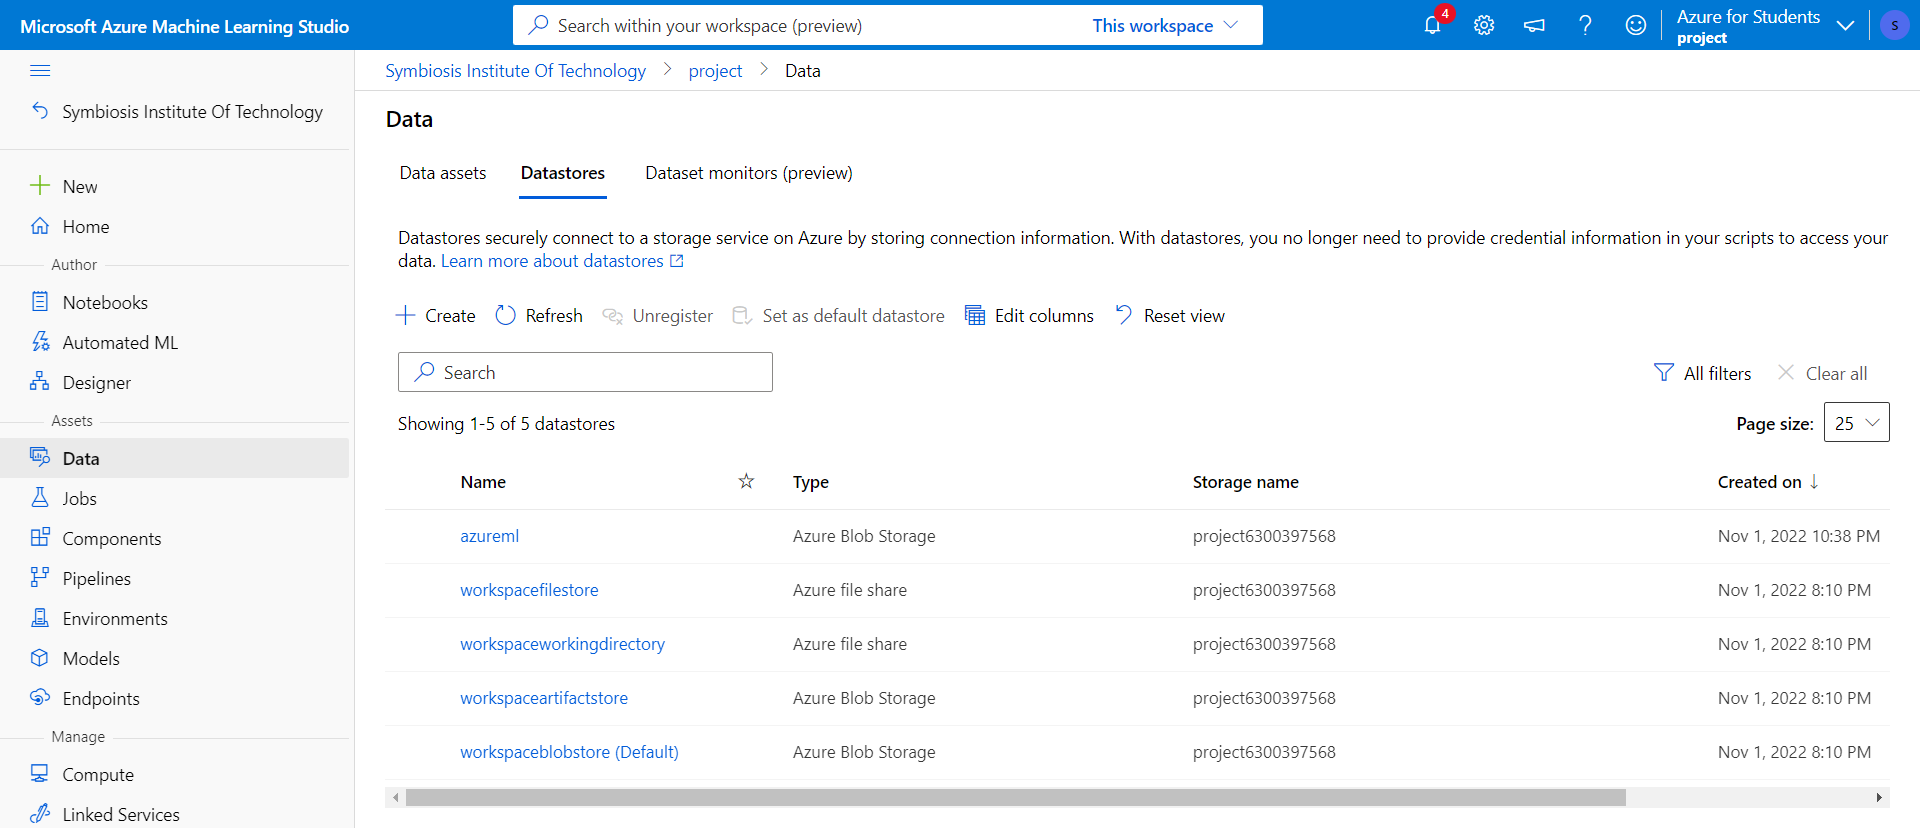 Microsoft Azure Machine Learning Studio
Search within your workspace (preview)
This workspace
4
?
Azure for Students
project
S
Symbiosis Institute Of Technology
New
Home
Author
Notebooks
Automated ML
Designer
Assets
Data
Jobs
Components
Pipelines
Environments
Models
Endpoints
Manage
Compute
Linked Services
Symbiosis Institute Of Technology > project > Data
Data
Data assets
Datastores
Dataset monitors (preview)
Datastores securely connect to a storage service on Azure by storing connection information. With datastores, you no longer need to provide credential information in your scripts to access your
data. Learn more about datastores
Create
Refresh
Unregister
Set as default datastore
Edit columns
Reset view
Search
All filters
Clear all
Showing 1-5 of 5 datastores
Page size: 25
Name Type Storage name Created on ↓
azureml Azure Blob Storage project6300397568 Nov 1, 2022 10:38 PM
workspacefilestore Azure file share project6300397568 Nov 1, 2022 8:10 PM
workspaceworkingdirectory Azure file share project6300397568 Nov 1, 2022 8:10 PM
workspaceartifactstore Azure Blob Storage project6300397568 Nov 1, 2022 8:10 PM
workspaceblobstore (Default) Azure Blob Storage project6300397568 Nov 1, 2022 8:10 PM